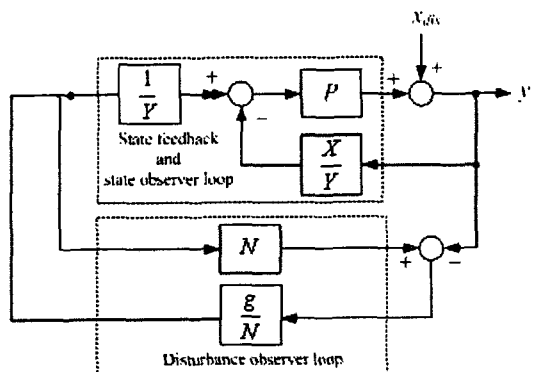 x_dis
1/Y
+
P
+
+
y
-
State feedback
and
state observer loop
X/Y
N
+
-
g/N
Disturbance observer loop